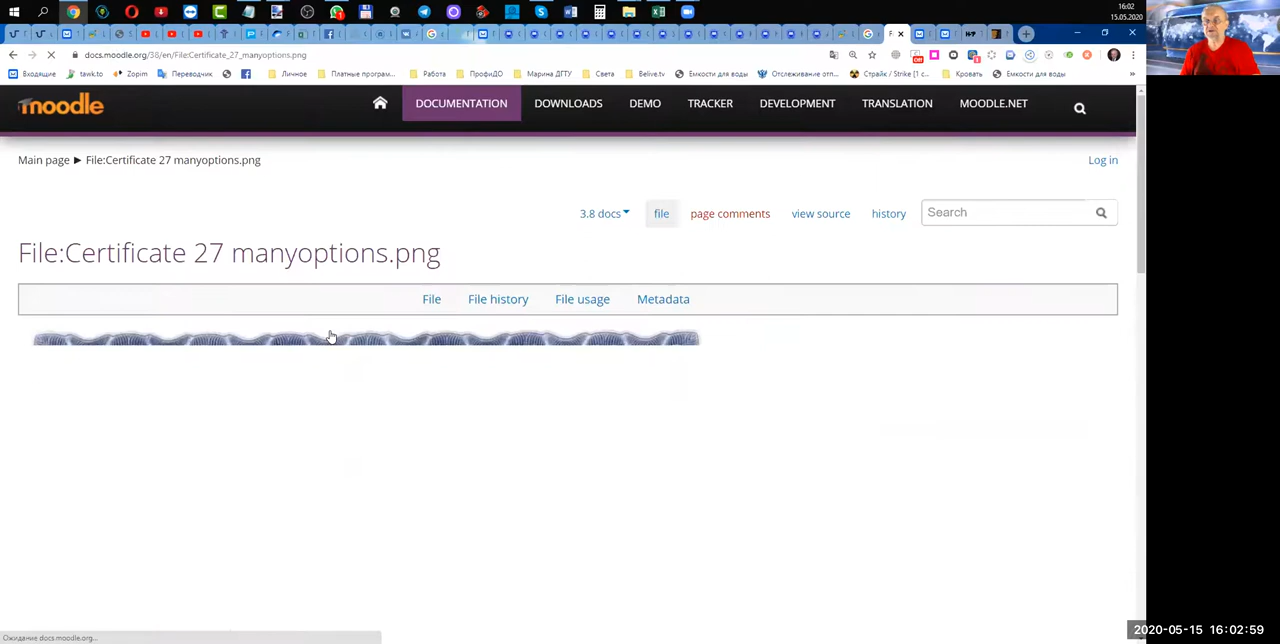 16:02
15.05.2020
docs.moodle.org/38/en/File:Certificate_27_manyoptions.png
Входящие tawk.to Zopim Переводчик Личное Платные програм... Работа ПрофиДО Марина ДГТУ Света Belive.tv Емкости для воды Отслеживание отп... Страйк / Strike [1 с... Кровать Емкости для воды »
moodle DOCUMENTATION DOWNLOADS DEMO TRACKER DEVELOPMENT TRANSLATION MOODLE.NET
Main page ► File:Certificate 27 manyoptions.png Log in
3.8 docs file page comments view source history Search
File:Certificate 27 manyoptions.png
File File history File usage Metadata
Ожидание docs.moodle.org...
2020-05-15 16:02:59